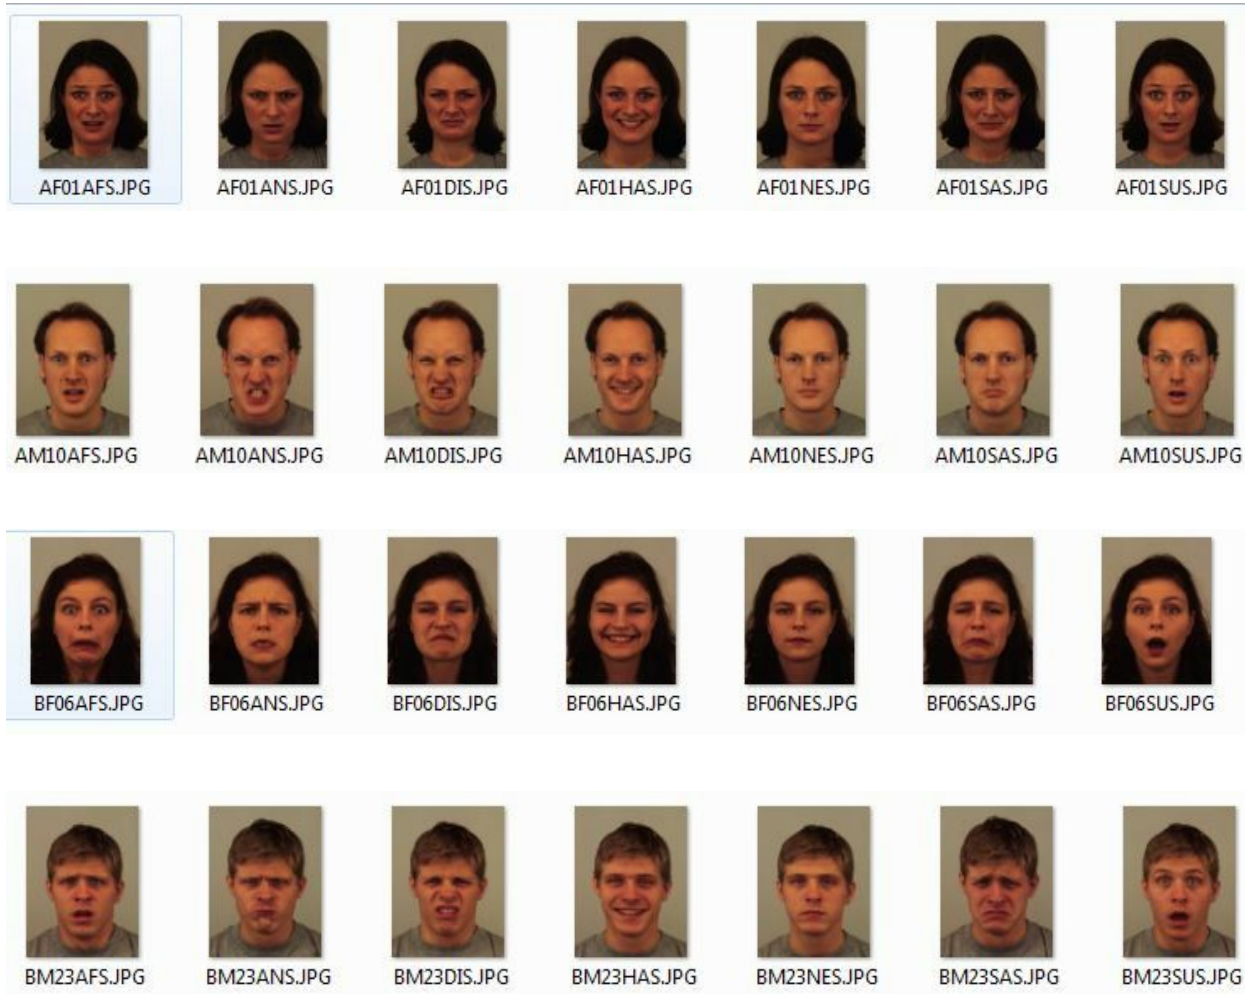 AF01AFS.JPG AF01ANS.JPG AF01DIS.JPG AF01HAS.JPG AF01NES.JPG AF01SAS.JPG AF01SUS.JPG
AM10AFS.JPG AM10ANS.JPG AM10DIS.JPG AM10HAS.JPG AM10NES.JPG AM10SAS.JPG AM10SUS.JPG
BF06AFS.JPG BF06ANS.JPG BF06DIS.JPG BF06HAS.JPG BF06NES.JPG BF06SAS.JPG BF06SUS.JPG
BM23AFS.JPG BM23ANS.JPG BM23DIS.JPG BM23HAS.JPG BM23NES.JPG BM23SAS.JPG BM23SUS.JPG